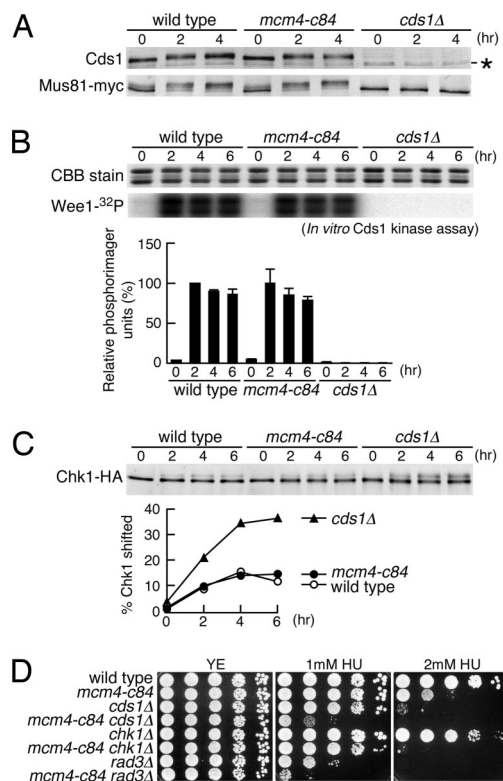 A
wild type mcm4-c84 cds1Δ
0 2 4 0 2 4 0 2 4 (hr)
Cds1
*
Mus81-myc
B
wild type mcm4-c84 cds1Δ
0 2 4 6 0 2 4 6 0 2 4 6 (hr)
CBB stain
Wee1-³²P
(In vitro Cds1 kinase assay)
Relative phosphorimager
units (%)
150
100
50
0
0 2 4 6 0 2 4 6 0 2 4 6 (hr)
wild type mcm4-c84 cds1Δ
C
wild type mcm4-c84 cds1Δ
0 2 4 6 0 2 4 6 0 2 4 6 (hr)
Chk1-HA
% Chk1 shifted
40
30
20
10
0
cds1Δ
mcm4-c84
wild type
0 2 4 6 (hr)
D
YE 1mM HU 2mM HU
wild type
mcm4-c84
cds1Δ
mcm4-c84 cds1Δ
chk1Δ
mcm4-c84 chk1Δ
rad3Δ
mcm4-c84 rad3Δ